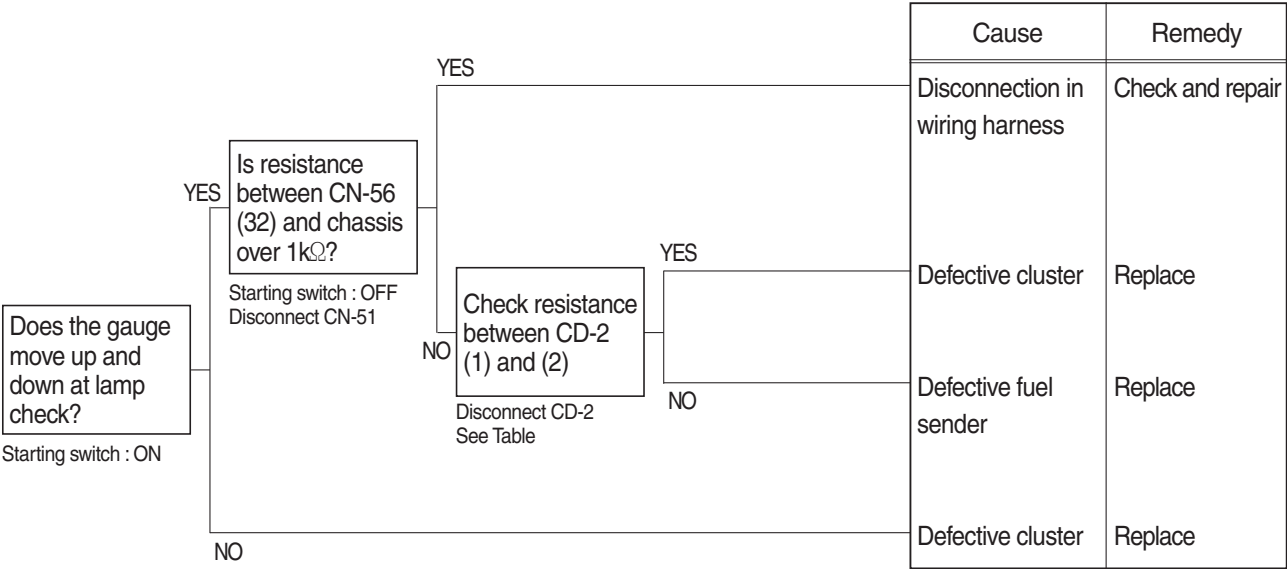 Cause
Remedy
YES
Disconnection in
wiring harness
Check and repair
YES
Is resistance
between CN-56
(32) and chassis
over 1kΩ?
Starting switch : OFF
Disconnect CN-51
YES
Defective cluster
Replace
NO
Check resistance
between CD-2
(1) and (2)
Disconnect CD-2
See Table
NO
Defective fuel
sender
Replace
Does the gauge
move up and
down at lamp
check?
Starting switch : ON
NO
Defective cluster
Replace